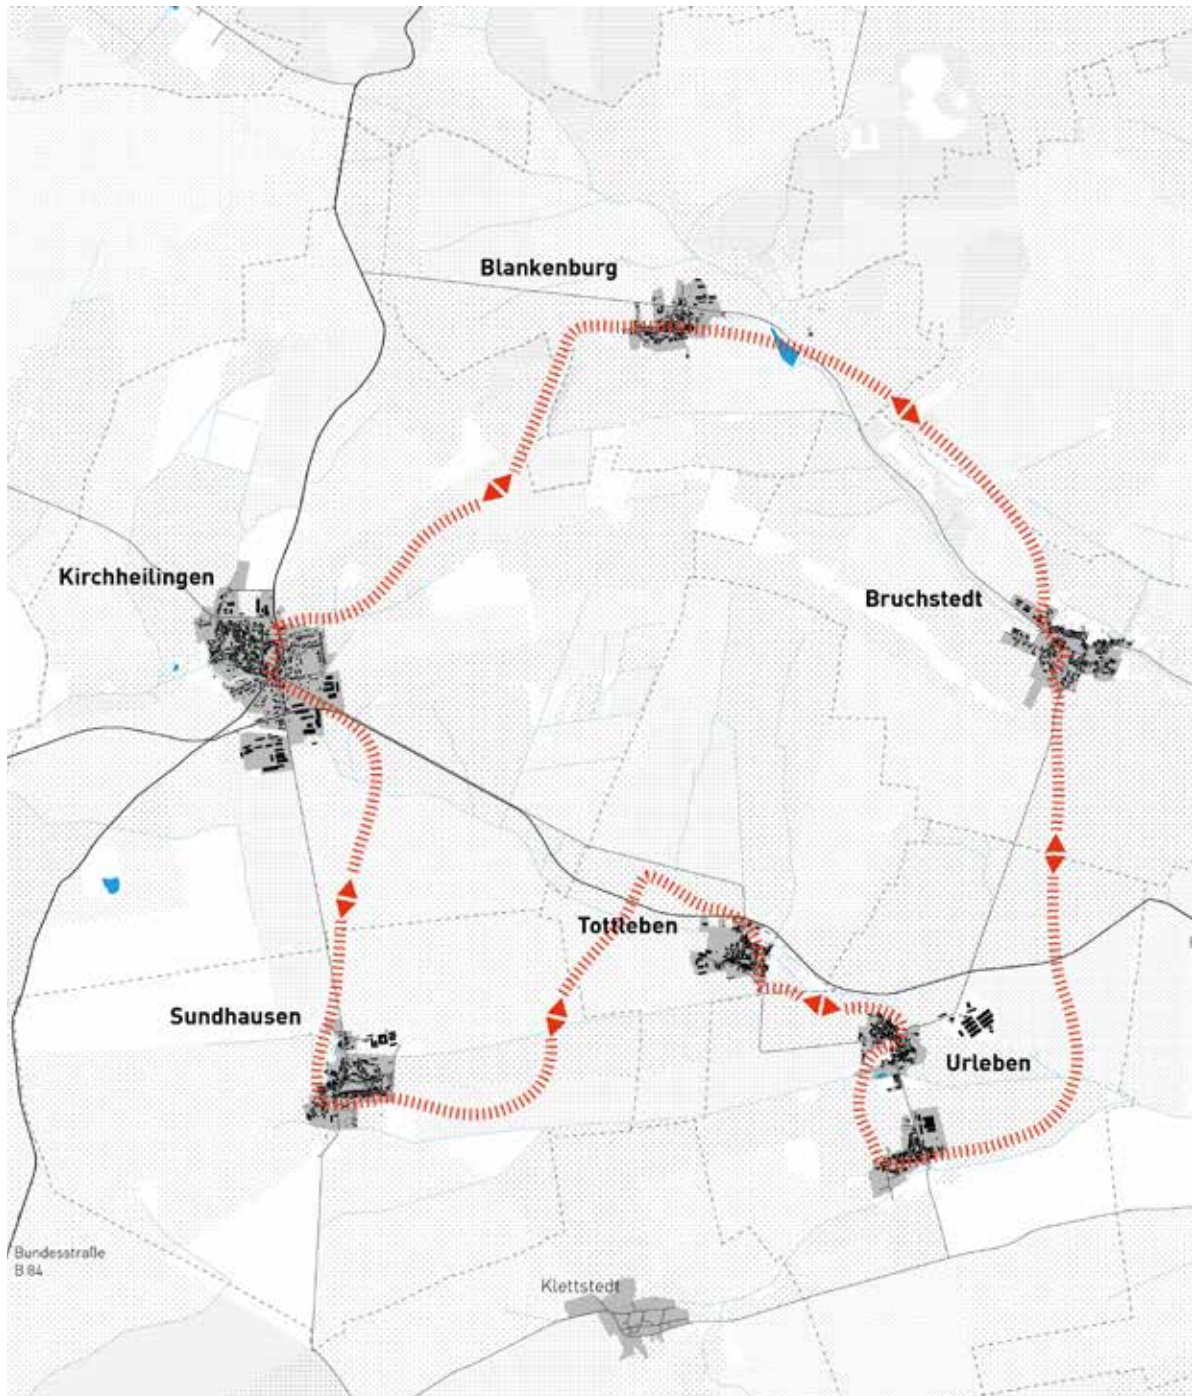 Blankenburg
Kirchheilingen
Bruchstedt
Tottleben
Sundhausen
Urleben
Bundesstraße
B 84
Klettstedt